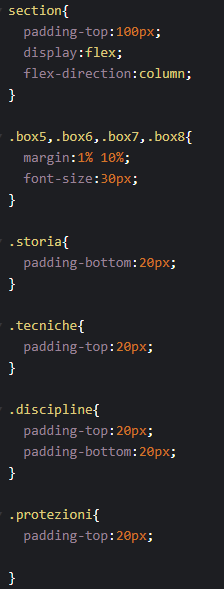 section{
padding-top:100px;
display:flex;
flex-direction:column;
}
.box5,.box6,.box7,.box8{
margin:1% 10%;
font-size:30px;
}
.storia{
padding-bottom:20px;
}
.tecniche{
padding-top:20px;
}
.discipline{
padding-top:20px;
padding-bottom:20px;
}
.protezioni{
padding-top:20px;
}